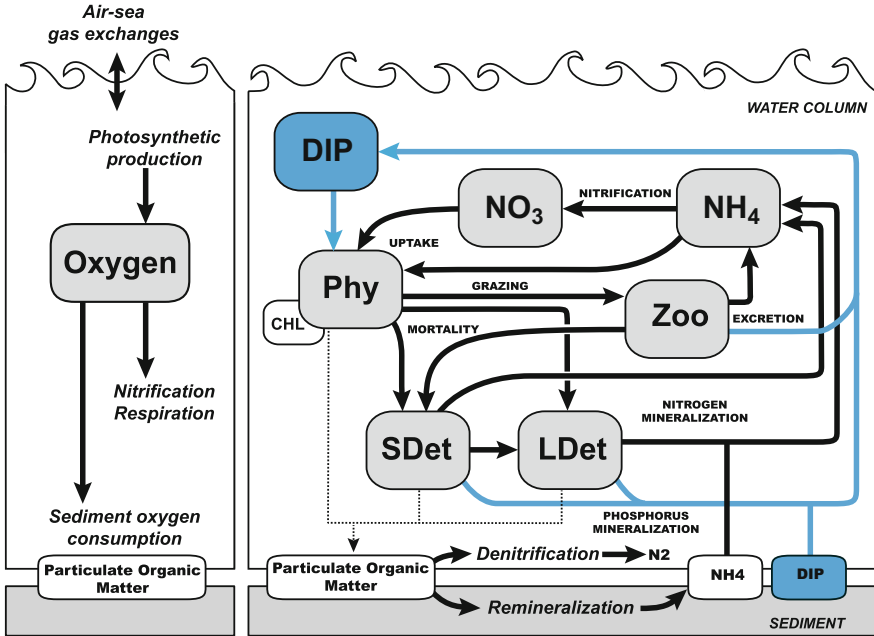 Air-sea
gas exchanges
Photosynthetic
production
Oxygen
Nitrification
Respiration
Sediment oxygen
consumption
Particulate Organic
Matter
WATER COLUMN
DIP
NO3
NITRIFICATION
NH4
UPTAKE
Phy
CHL
GRAZING
Zoo
EXCRETION
MORTALITY
SDet
LDet
NITROGEN
MINERALIZATION
PHOSPHORUS
MINERALIZATION
Particulate Organic
Matter
Denitrification
N2
Remineralization
NH4
DIP
SEDIMENT